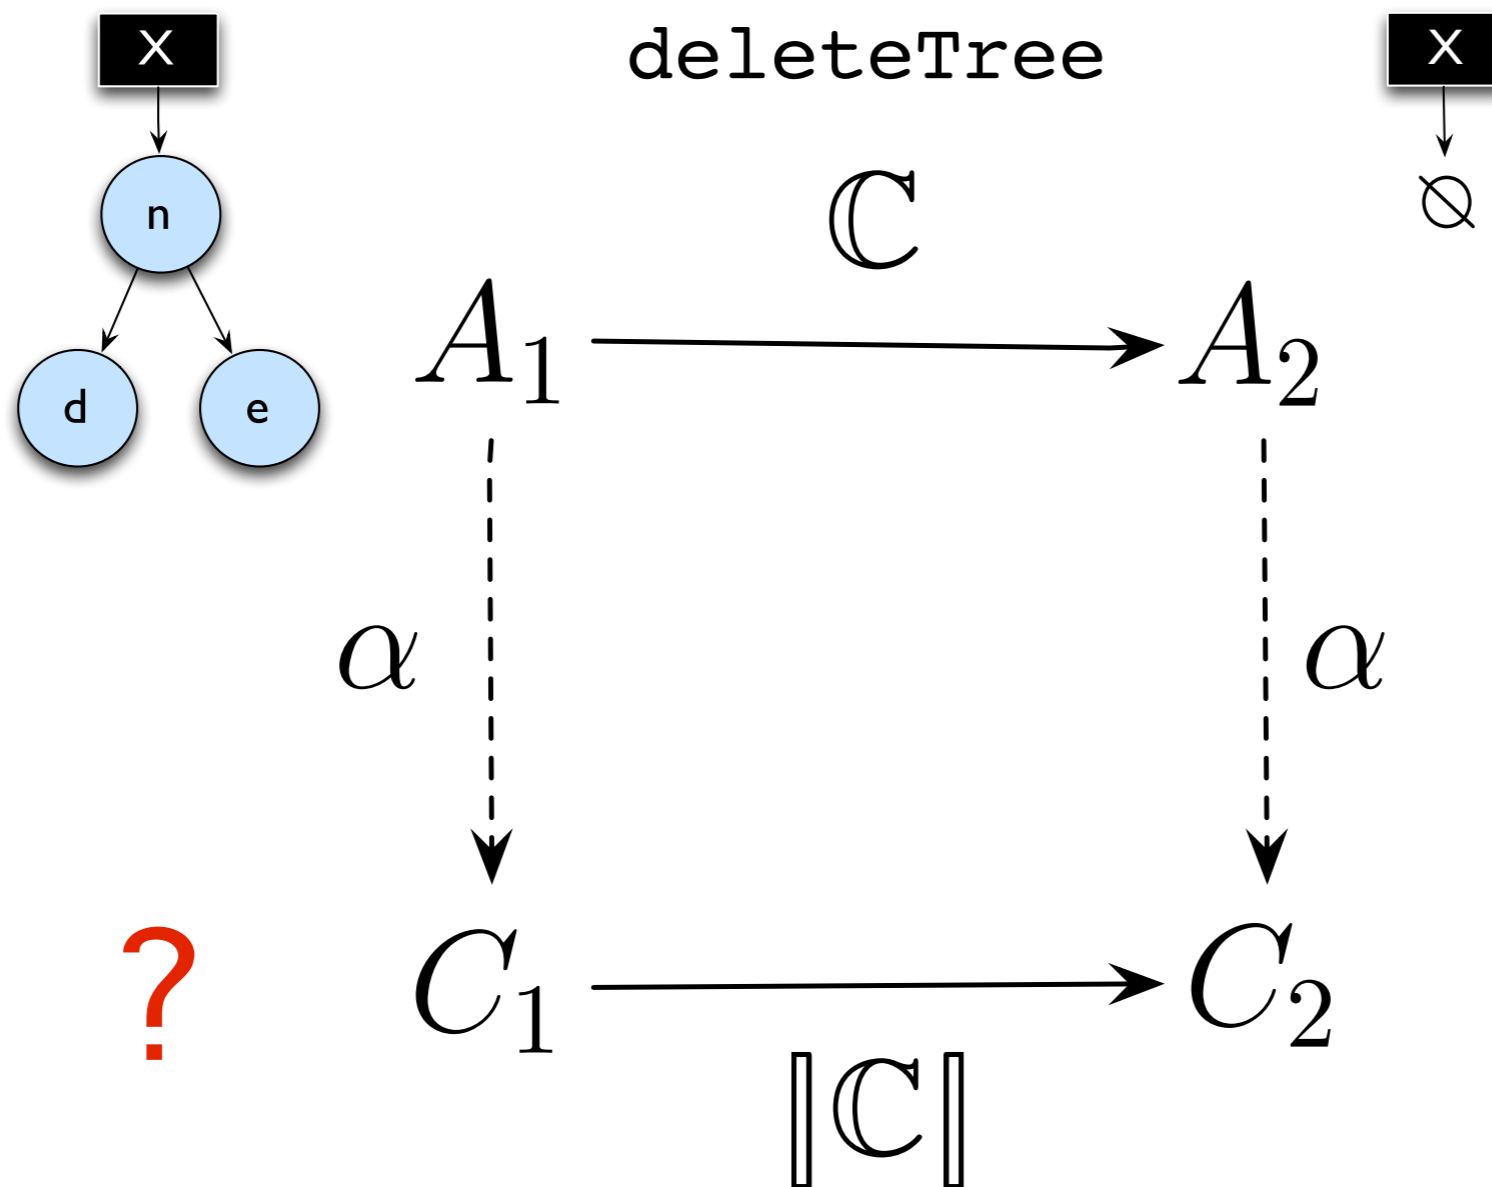 X deleteTree X
ℂ ∅
n
A₁ A₂
d e
α α
? C₁ C₂
‖ℂ‖